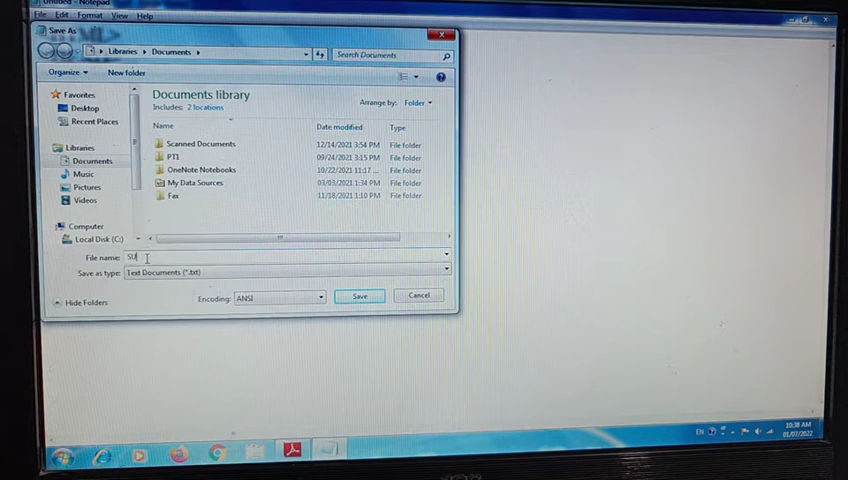 Untitled - Notepad
File Edit Format View Help
Save As
Libraries Documents
Search Documents
Organize New folder
Favorites
Desktop
Recent Places
Libraries
Documents
Music
Pictures
Videos
Computer
Local Disk (C:)
Documents library
Includes: 2 locations
Arrange by: Folder
Name Date modified Type
Scanned Documents 12/14/2021 3:54 PM File folder
PT1 09/24/2021 3:15 PM File folder
OneNote Notebooks 10/22/2021 11:17 ... File folder
My Data Sources 03/03/2021 1:34 PM File folder
Fax 11/18/2021 1:10 PM File folder
File name: SU
Save as type: Text Documents (*.txt)
Hide Folders
Encoding: ANSI
Save
Cancel
EN
10:38 AM
01/07/2022